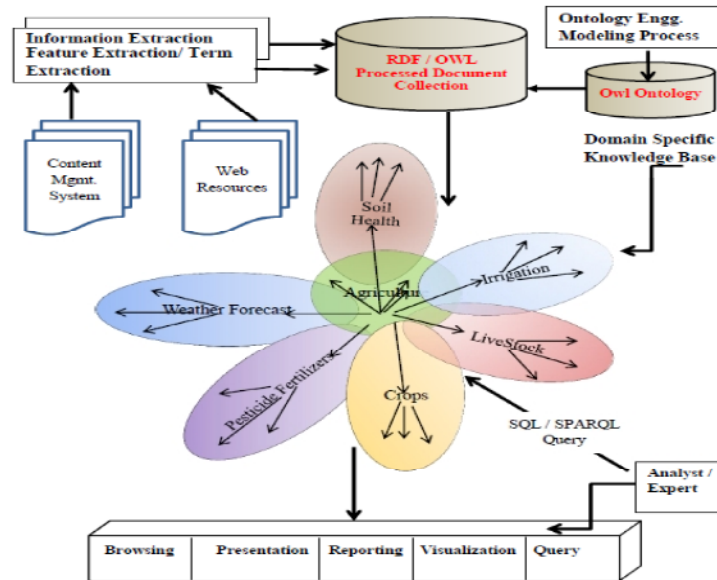 Information Extraction
Feature Extraction/ Term
Extraction
RDF / OWL
Processed Document
Collection
Ontology Engg.
Modeling Process
Owl Ontology
Content
Mgmt.
System
Web
Resources
Domain Specific
Knowledge Base
Soil
Health
Irrigation
Agricultur
Weather Forecast
LiveStock
Pesticide Fertilizers
Crops
SQL / SPARQL
Query
Analyst /
Expert
Browsing
Presentation
Reporting
Visualization
Query